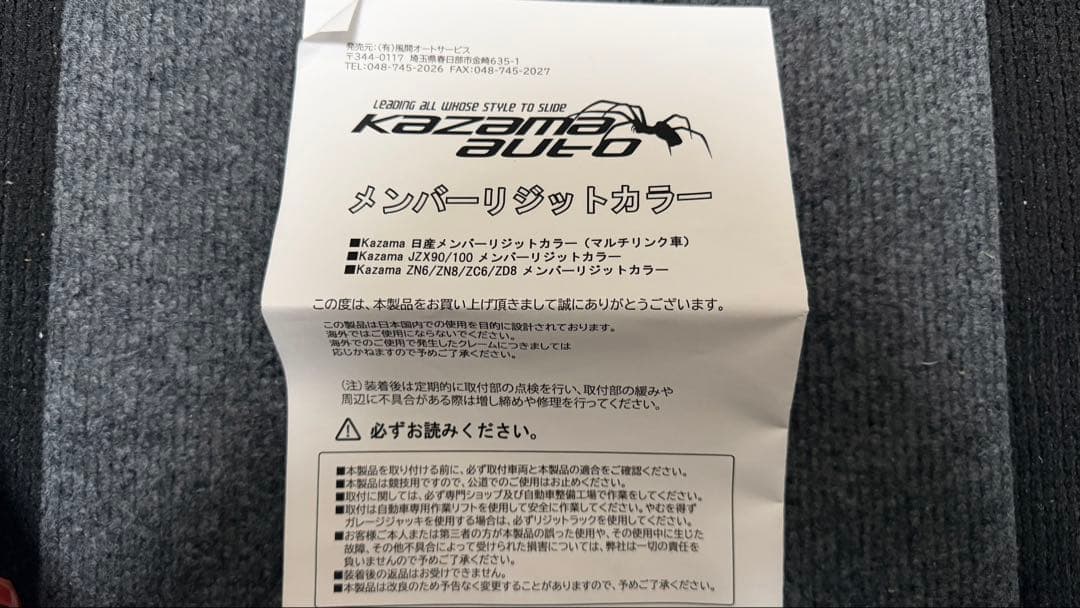 発売元:(有)風間オートサービス
〒344-0117 埼玉県春日部市金崎635-1
TEL:048-745-2026 FAX:048-745-2027
LEADING ALL WHOSE STYLE TO SLIDE
Kazama
auto
メンバーリジットカラー
■Kazama 日産メンバーリジットカラー(マルチリンク車)
■Kazama JZX90/100 メンバーリジットカラー
■Kazama ZN6/ZN8/ZC6/ZD8 メンバーリジットカラー
この度は、本製品をお買い上げ頂きまして誠にありがとうございます。
この製品は日本国内での使用を目的に設計されております。
海外ではご使用にならないでください。
海外でのご使用で発生したクレームにつきましては
応じかねますので予めご了承ください。
(注)装着後は定期的に取付部の点検を行い、取付部の緩みや
周辺に不具合がある際は増し締めや修理を行ってください。
⚠ 必ずお読みください。
■本製品を取り付ける前に、必ず取付車両と本製品の適合をご確認ください。
■本製品は競技用ですので、公道でのご使用はお止めください。
■取付に関しては、必ず専門ショップ及び自動車整備工場で作業をしてください。
■取付は自動車専用作業リフトを使用して安全に作業してください。やむを得ず
ガレージジャッキを使用する場合は、必ずリジットラックを使用してください。
■お客様ご本人または第三者の方が本製品の誤った使用や、その使用中に生じた
故障、その他不具合によって受けられた損害については、弊社は一切の責任を
負いませんので予めご了承ください。
■装着後の返品はお受けできません。
■本製品は改良のため予告なく変更することがありますので、予めご了承ください。